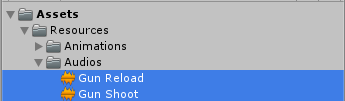 Assets
Resources
Animations
Audios
Gun Reload
Gun Shoot